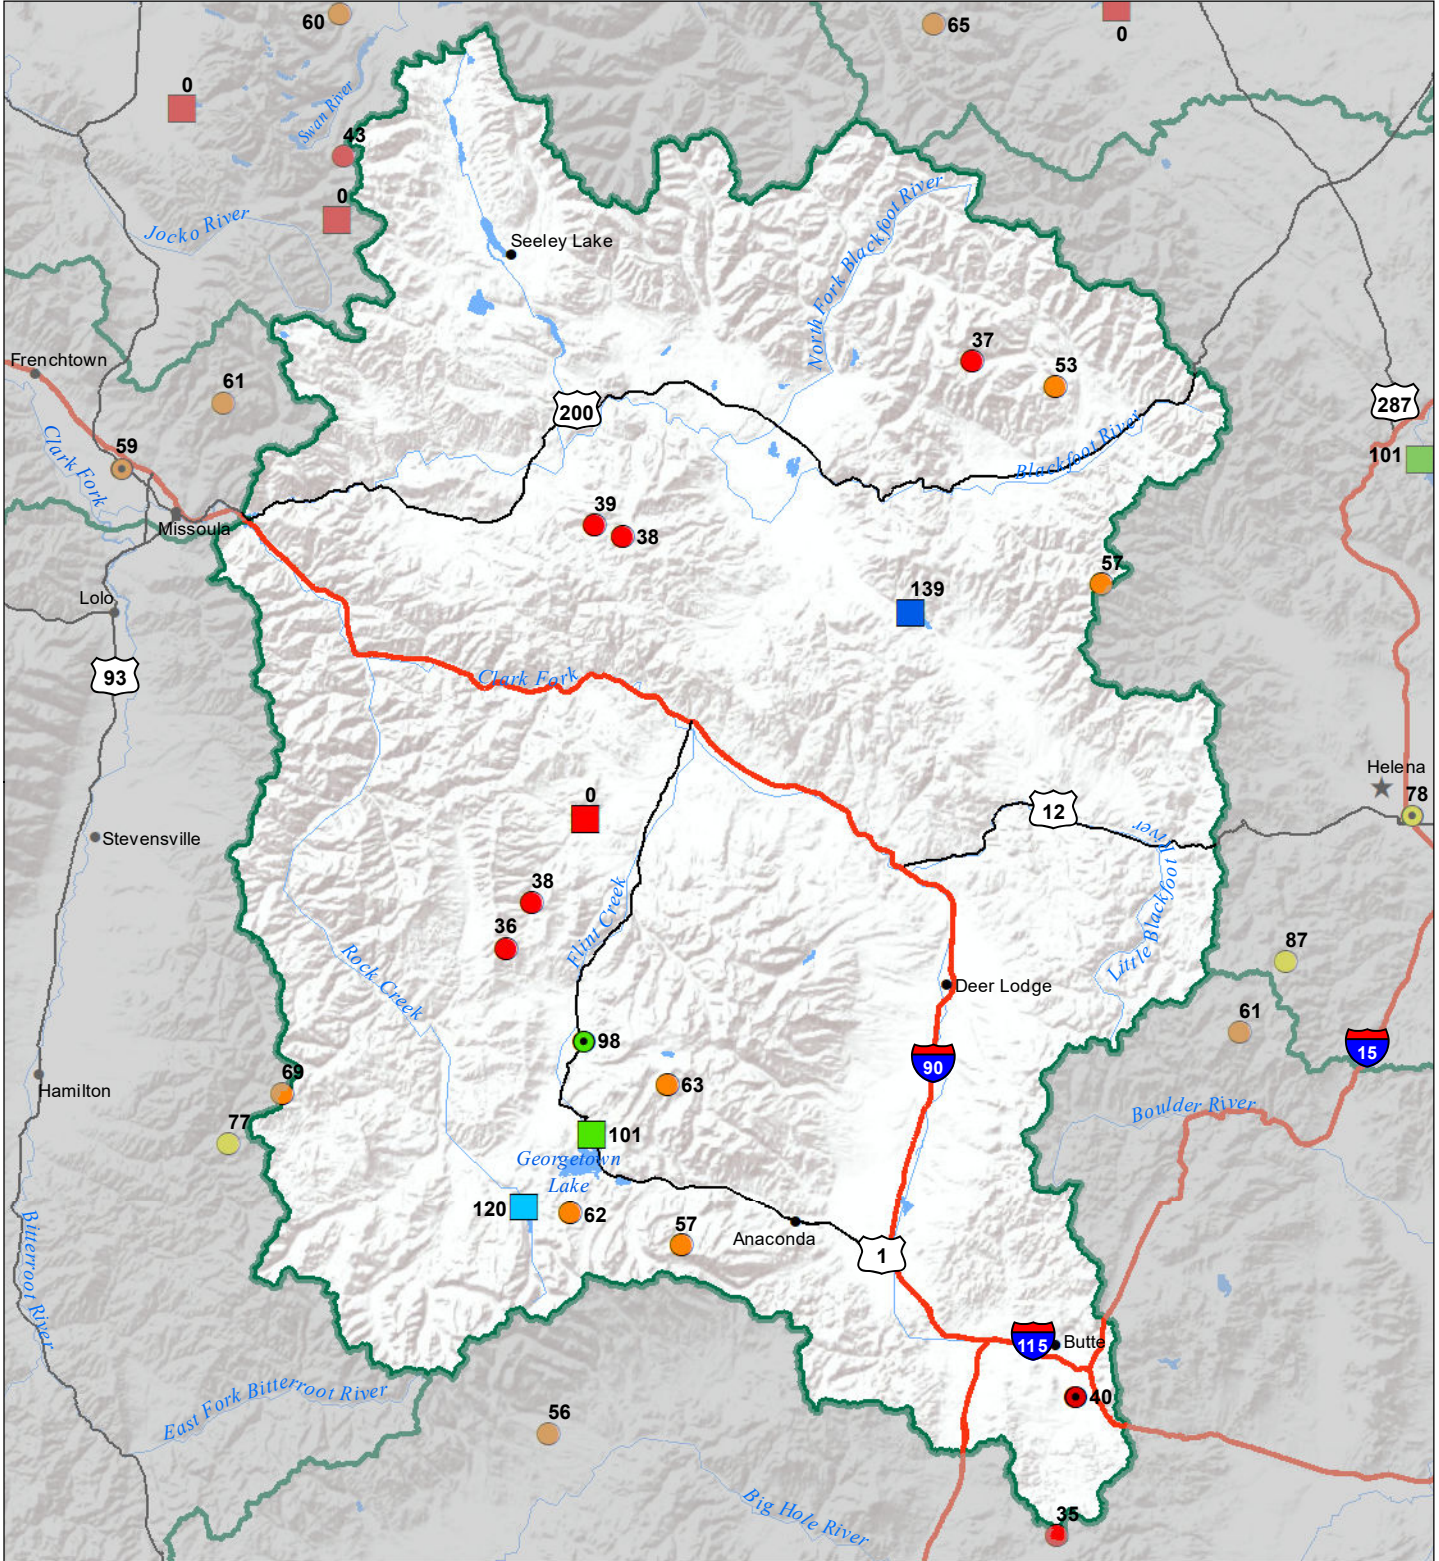 60
65
0
0
Swan River
43
0
Jocko River
Seeley Lake
North Fork Blackfoot River
Frenchtown
37
53
61
200
287
59
Clark Fork
101
Blackfoot River
39
38
Missoula
57
139
Lolo
93
Clark Fork
Helena
0
12
78
River
Stevensville
Little Blackfoot
38
Flint Creek
36
87
Rock Creek
Deer Lodge
61
98
15
90
69
63
Hamilton
Boulder River
77
101
Georgetown
Lake
120
62
57
Anaconda
1
Bitterroot River
115
Butte
East Fork Bitterroot River
40
56
Big Hole River
35